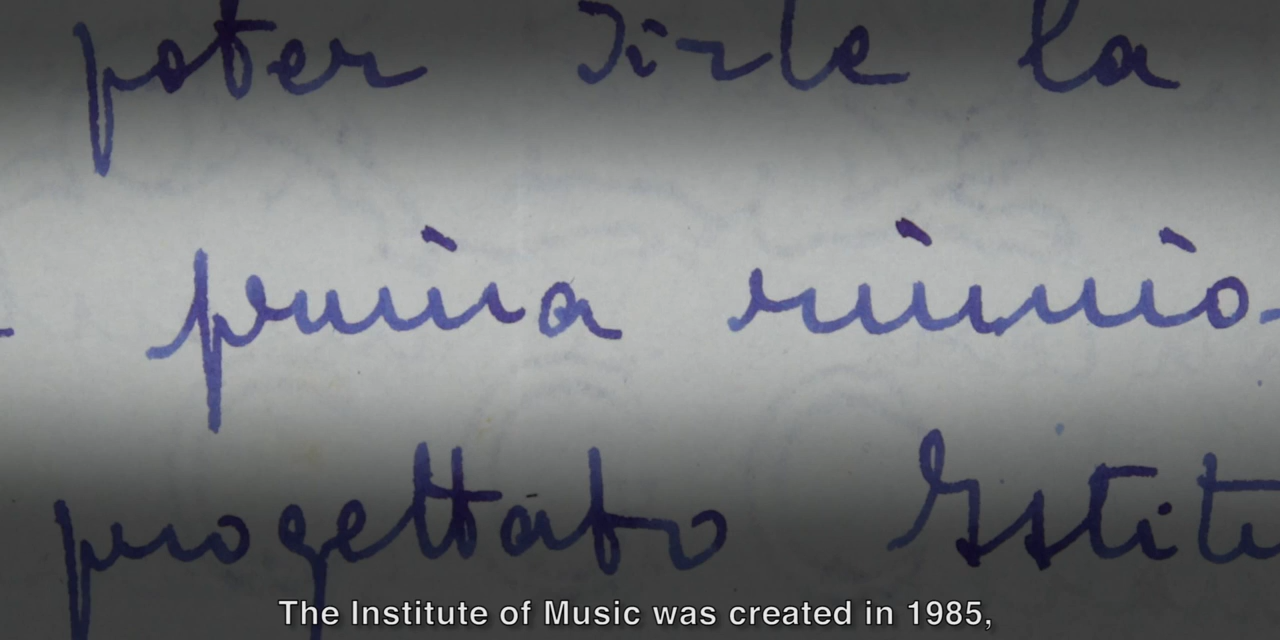 poter dirle la
prima riunio-
progettato Istitu
The Institute of Music was created in 1985,